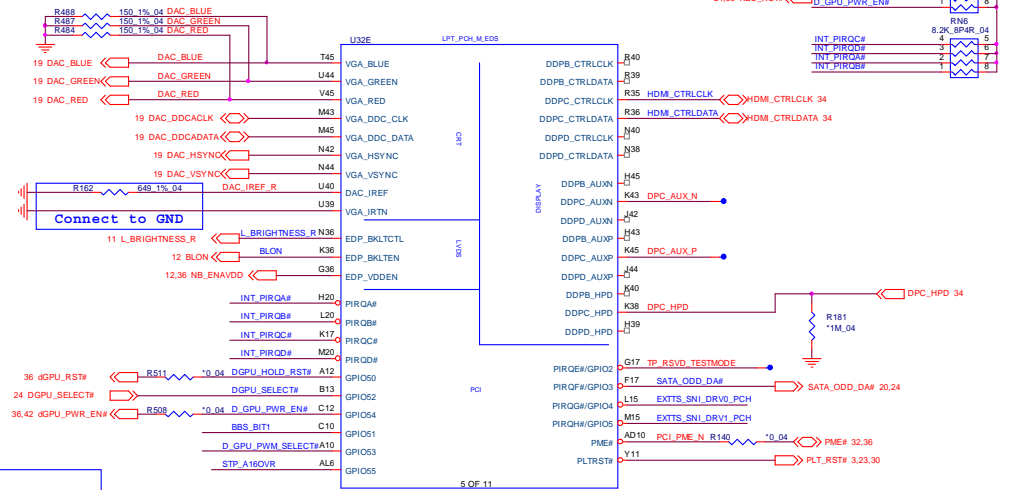 R488 150_1%_04 DAC_BLUE
R487 150_1%_04 DAC_GREEN
R484 150_1%_04 DAC_RED
D_GPU_PWR_EN# 1 8
RN6
8.2K_8P4R_04
INT_PIRQC# 4 5
INT_PIRQD# 3 6
INT_PIRQA# 2 7
INT_PIRQB# 1 8
U32E LPT_PCH_M_EDS
19 DAC_BLUE DAC_BLUE T45 VGA_BLUE
19 DAC_GREEN DAC_GREEN U44 VGA_GREEN
19 DAC_RED DAC_RED V45 VGA_RED
19 DAC_DDCACLK M43 VGA_DDC_CLK
19 DAC_DDCADATA M45 VGA_DDC_DATA
19 DAC_HSYNC N42 VGA_HSYNC
19 DAC_VSYNC N44 VGA_VSYNC
R162 649_1%_04 DAC_IREF_R U40 DAC_IREF
U39 VGA_IRTN
Connect to GND
11 L_BRIGHTNESS_R L_BRIGHTNESS_R N36 EDP_BKLTCTL
12 BLON BLON K36 EDP_BKLTEN
12,36 NB_ENAVDD G36 EDP_VDDEN
INT_PIRQA# H20 PIRQA#
INT_PIRQB# L20 PIRQB#
INT_PIRQC# K17 PIRQC#
INT_PIRQD# M20 PIRQD#
36 dGPU_RST# R511 *0_04 DGPU_HOLD_RST# A12 GPIO50
24 DGPU_SELECT# DGPU_SELECT# B13 GPIO52
36,42 dGPU_PWR_EN# R508 *0_04 D_GPU_PWR_EN# C12 GPIO54
BBS_BIT1 C10 GPIO51
D_GPU_PWM_SELECT# A10 GPIO53
STP_A16OVR AL6 GPIO55
CRT
LVDS
DISPLAY
PCI
DDPB_CTRLCLK R40
DDPB_CTRLDATA R39
DDPC_CTRLCLK R35 HDMI_CTRLCLK HDMI_CTRLCLK 34
DDPC_CTRLDATA R36 HDMI_CTRLDATA HDMI_CTRLDATA 34
DDPD_CTRLCLK N40
DDPD_CTRLDATA N38
DDPB_AUXN H45
DDPC_AUXN K43 DPC_AUX_N
DDPD_AUXN J42
DDPB_AUXP H43
DDPC_AUXP K45 DPC_AUX_P
DDPD_AUXP J44
DDPB_HPD K40
DDPC_HPD K38 DPC_HPD DPC_HPD 34
DDPD_HPD H39
R181
*1M_04
PIRQE#/GPIO2 G17 TP_RSVD_TESTMODE
PIRQF#/GPIO3 F17 SATA_ODD_DA# SATA_ODD_DA# 20,24
PIRQG#/GPIO4 L15 EXTTS_SNI_DRV0_PCH
PIRQH#/GPIO5 M15 EXTTS_SNI_DRV1_PCH
PME# AD10 PCI_PME_N R140 *0_04 PME# 32,36
PLTRST# Y11 PLT_RST# 3,23,30
5 OF 11